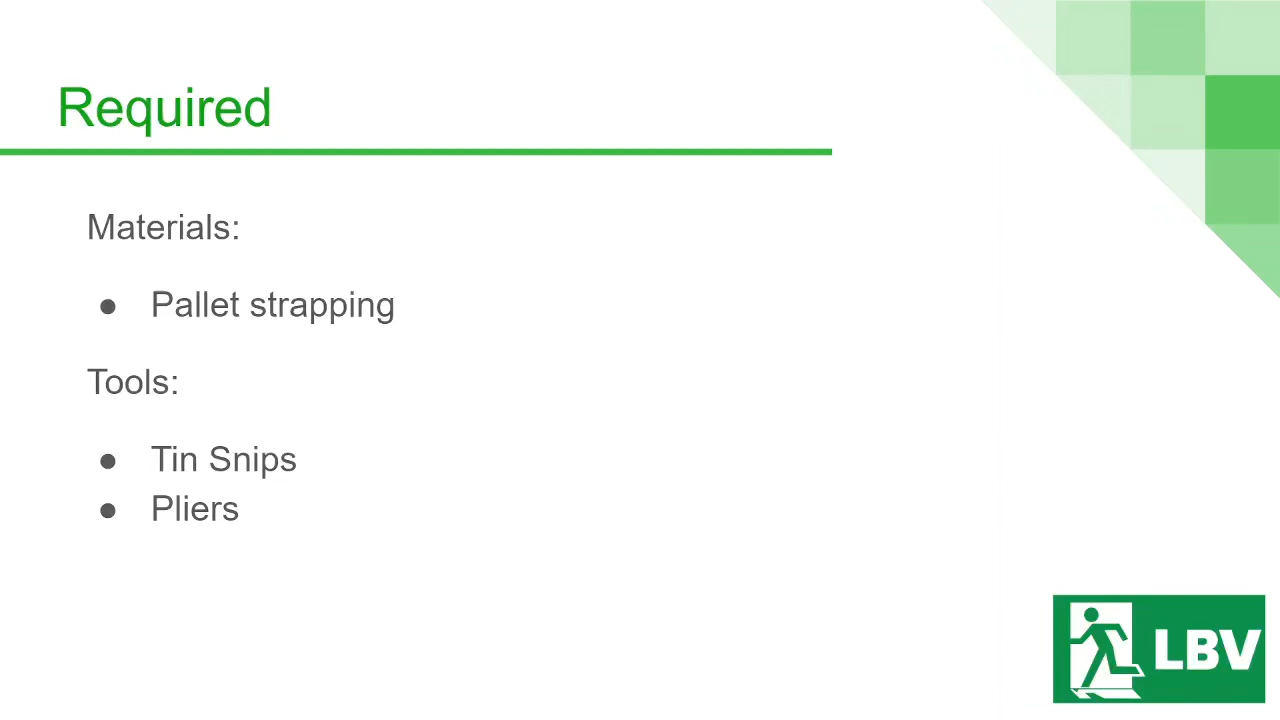 Required
Materials:
● Pallet strapping
Tools:
● Tin Snips
● Pliers
LBV